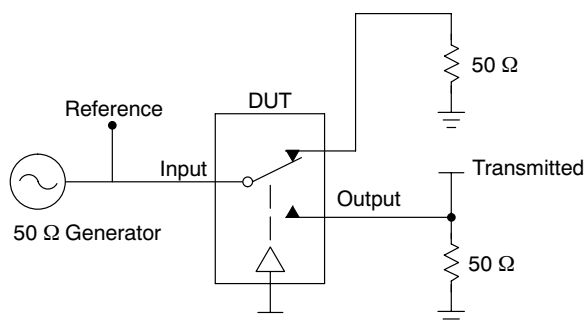 50 Ω
DUT
Reference
Input
Transmitted
Output
50 Ω Generator
50 Ω